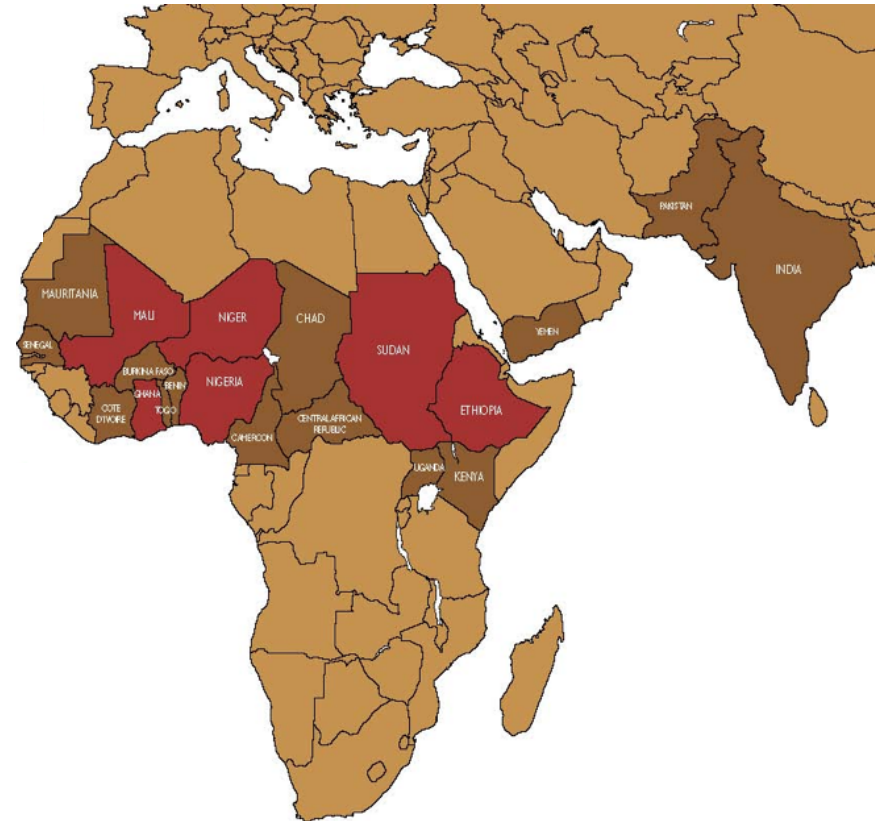 PAKISTAN
INDIA
MAURITANIA
MALI
NIGER
CHAD
YEMEN
SENEGAL
SUDAN
BURKINA FASO
NIGERIA
BENIN
GHANA
ETHIOPIA
COTE
D'IVOIRE
TOGO
CENTRAL AFRICAN
REPUBLIC
CAMEROON
UGANDA
KENYA